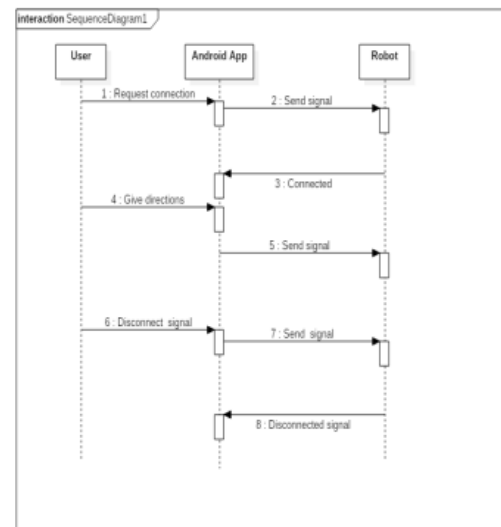 interaction SequenceDiagram1
User
Android App
Robot
1 : Request connection
2 : Send signal
3 : Connected
4 : Give directions
5 : Send signal
6 : Disconnect signal
7 : Send signal
8 : Disconnected signal